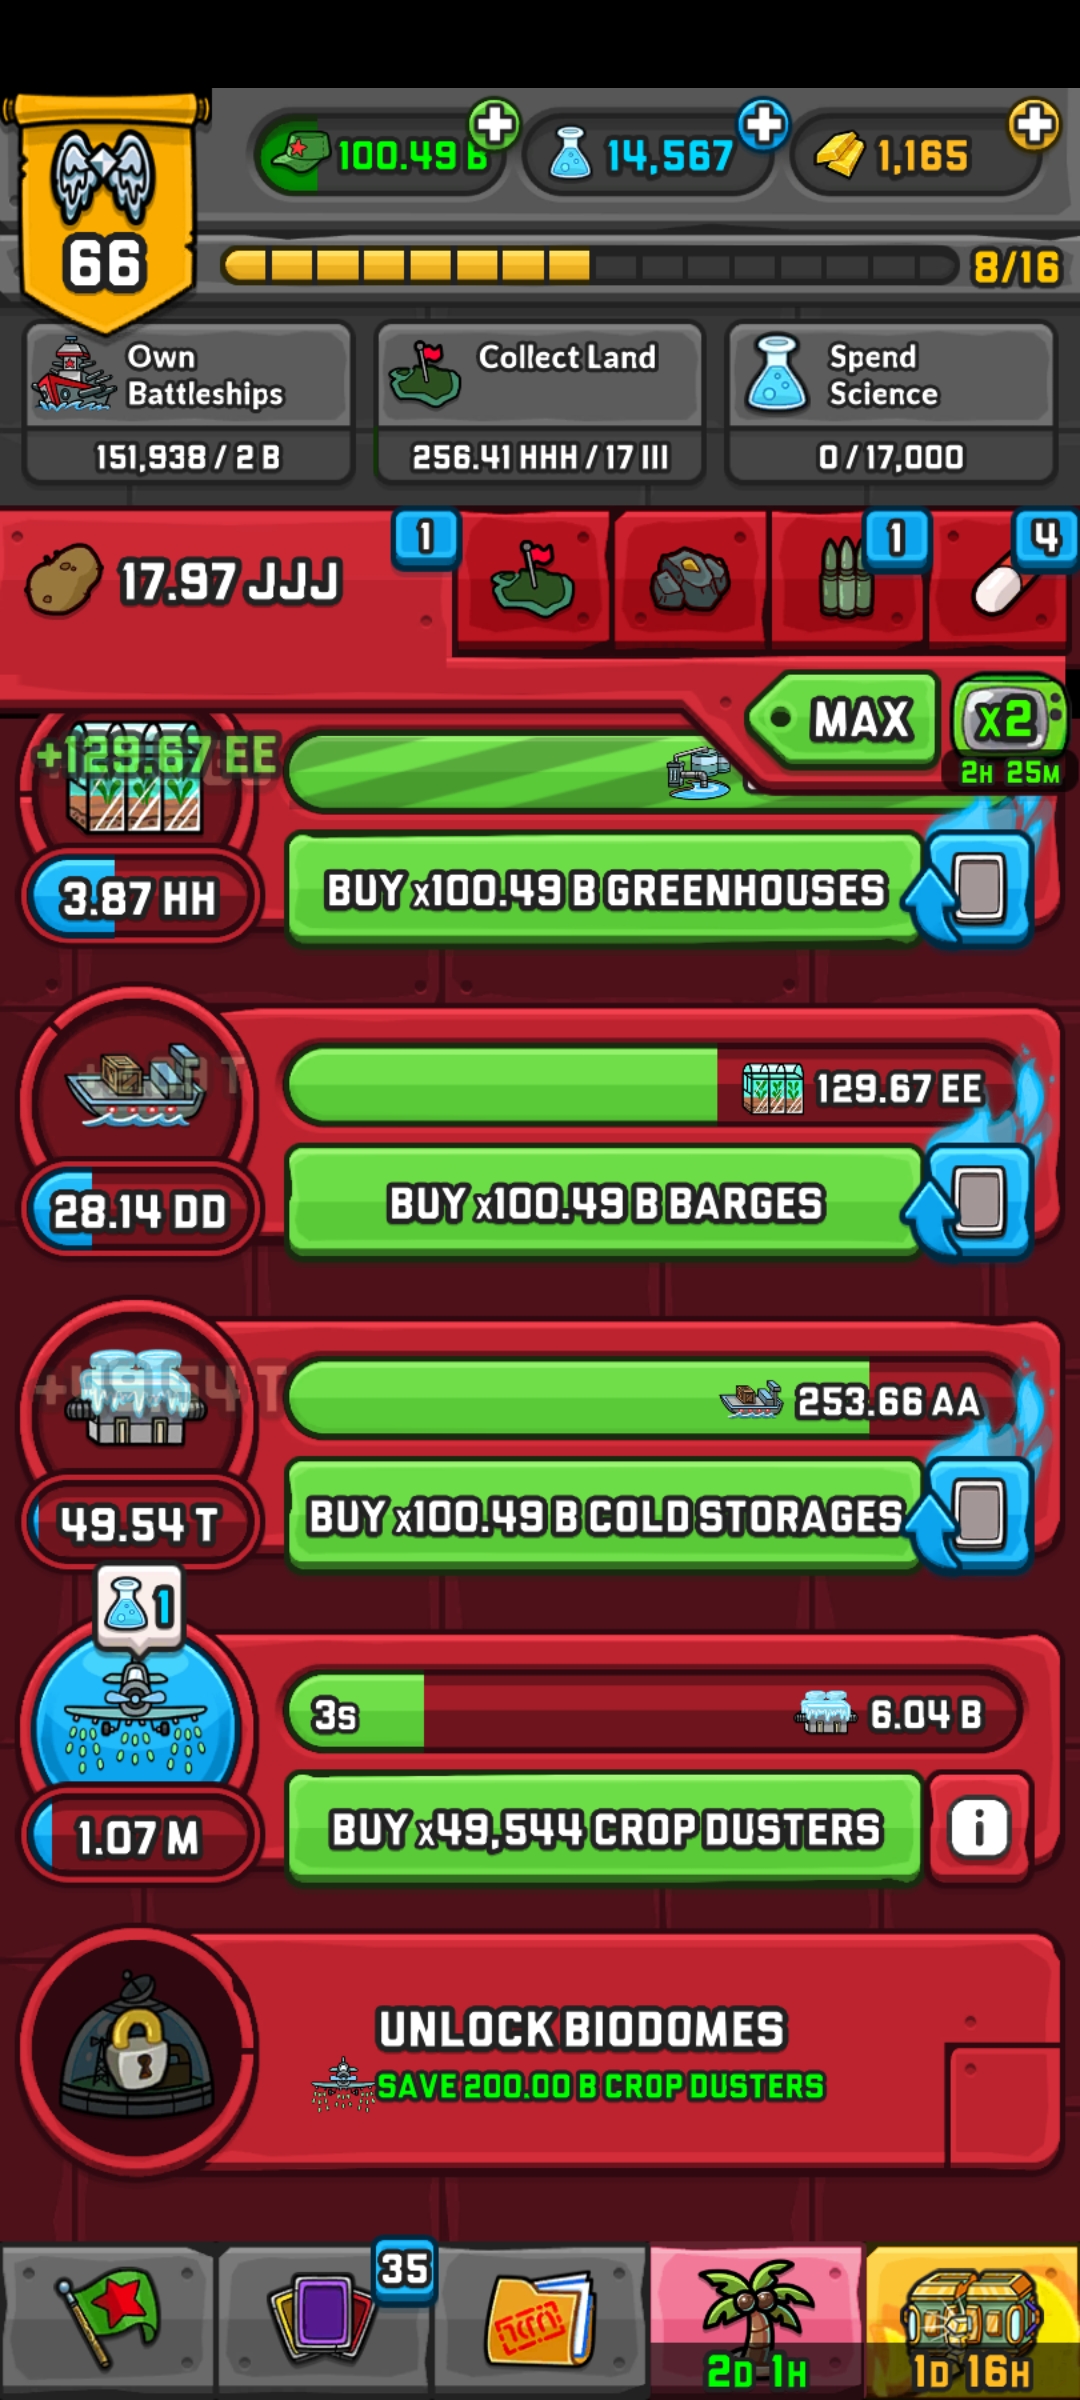 100.49 B
14,567
1,165
66
8/16
Own
Battleships
151,938 / 2 B
Collect Land
256.41 HHH / 17 III
Spend
Science
0 / 17,000
17.97 JJJ
1
1
4
MAX
x2
2H 25M
+129.67 EE
3.87 HH
BUY x100.49 B GREENHOUSES
129.67 EE
28.14 DD
BUY x100.49 B BARGES
+49.54 T
253.66 AA
49.54 T
BUY x100.49 B COLD STORAGES
1
3s
6.04 B
1.07 M
BUY x49,544 CROP DUSTERS
i
UNLOCK BIODOMES
SAVE 200.00 B CROP DUSTERS
35
2D 1H
1D 16H